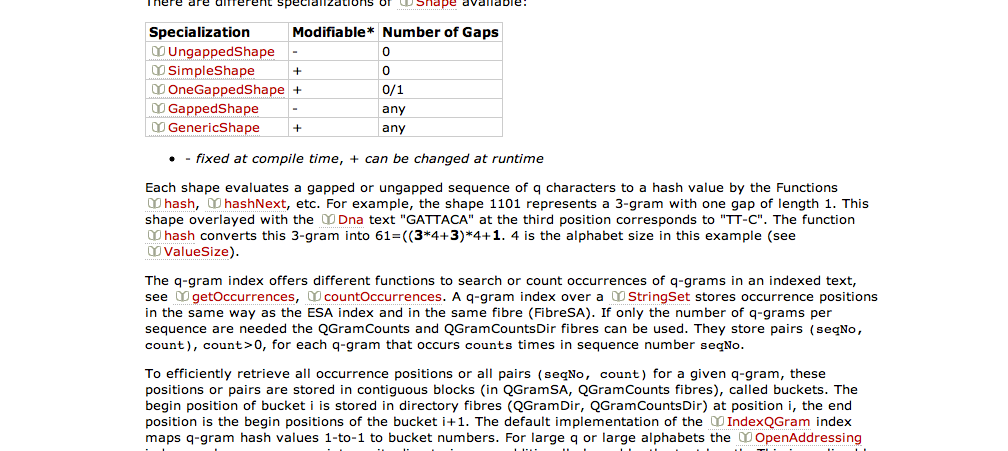 There are different specializations of Shape available:
Specialization Modifiable* Number of Gaps
UngappedShape - 0
SimpleShape + 0
OneGappedShape + 0/1
GappedShape - any
GenericShape + any
• - fixed at compile time, + can be changed at runtime
Each shape evaluates a gapped or ungapped sequence of q characters to a hash value by the Functions
hash, hashNext, etc. For example, the shape 1101 represents a 3-gram with one gap of length 1. This
shape overlayed with the Dna text "GATTACA" at the third position corresponds to "TT-C". The function
hash converts this 3-gram into 61=((3*4+3)*4+1. 4 is the alphabet size in this example (see
ValueSize).
The q-gram index offers different functions to search or count occurrences of q-grams in an indexed text,
see getOccurrences, countOccurrences. A q-gram index over a StringSet stores occurrence positions
in the same way as the ESA index and in the same fibre (FibreSA). If only the number of q-grams per
sequence are needed the QGramCounts and QGramCountsDir fibres can be used. They store pairs (seqNo,
count), count>0, for each q-gram that occurs counts times in sequence number seqNo.
To efficiently retrieve all occurrence positions or all pairs (seqNo, count) for a given q-gram, these
positions or pairs are stored in contiguous blocks (in QGramSA, QGramCounts fibres), called buckets. The
begin position of bucket i is stored in directory fibres (QGramDir, QGramCountsDir) at position i, the end
position is the begin positions of the bucket i+1. The default implementation of the IndexQGram index
maps q-gram hash values 1-to-1 to bucket numbers. For large q or large alphabets the OpenAddressing